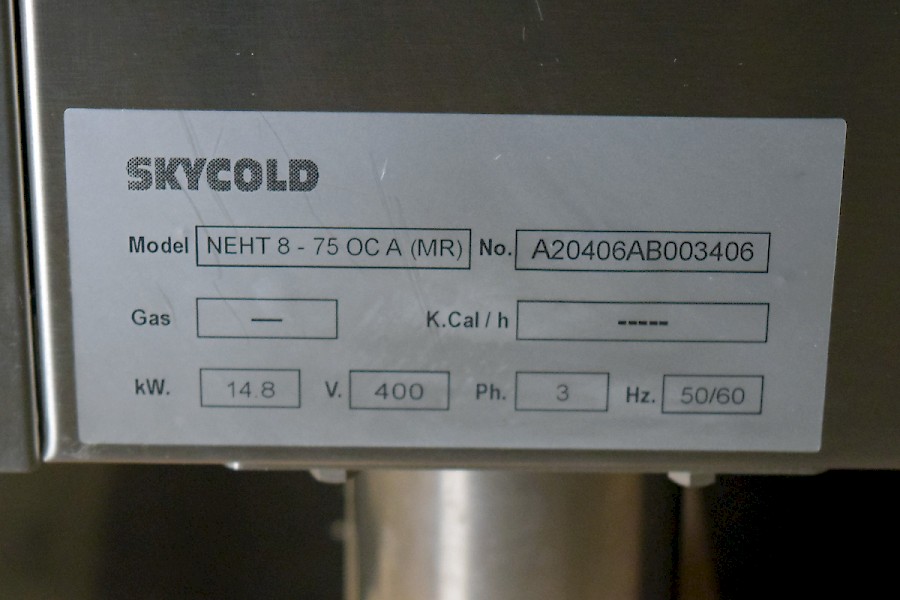 SKYCOLD
Model NEHT 8 - 75 OC A (MR) No. A20406AB003406
Gas — K.Cal / h -----
kW. 14.8 V. 400 Ph. 3 Hz. 50/60